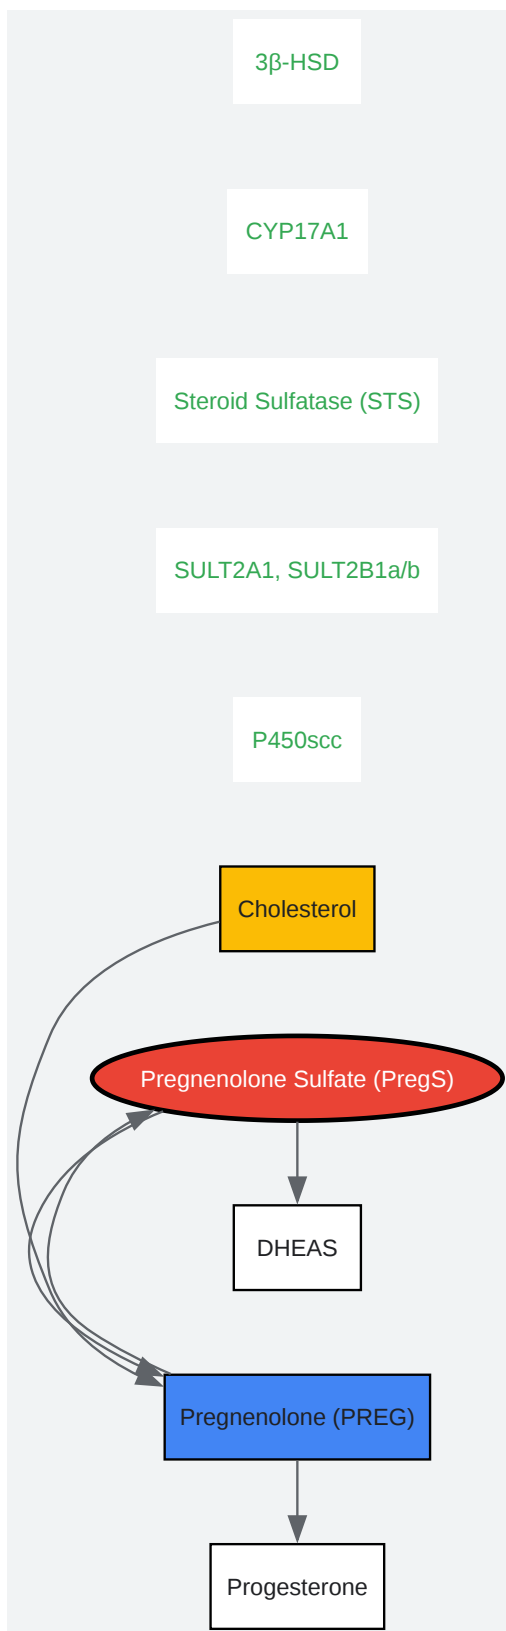 3β-HSD
CYP17A1
Steroid Sulfatase (STS)
SULT2A1, SULT2B1a/b
P450scc
Cholesterol
Pregnenolone Sulfate (PregS)
DHEAS
Pregnenolone (PREG)
Progesterone